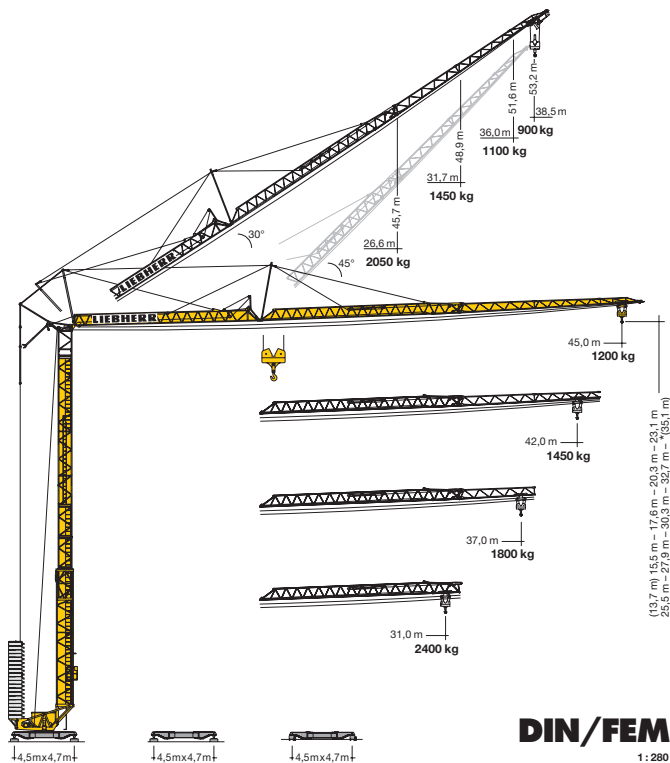 53,2 m
38,5 m
900 kg
51,6 m
36,0 m
1100 kg
48,9 m
31,7 m
1450 kg
45,7 m
26,6 m
2050 kg
30°
45°
LIEBHERR
LIEBHERR
45,0 m
1200 kg
42,0 m
1450 kg
37,0 m
1800 kg
31,0 m
2400 kg
(13,7 m) 15,5 m – 17,6 m – 20,3 m – 23,1 m
25,5 m – 27,9 m – 30,3 m – 32,7 m – *(35,1 m)
4,5mx4,7m
4,5mx4,7m
4,5mx4,7m
DIN/FEM
1:280